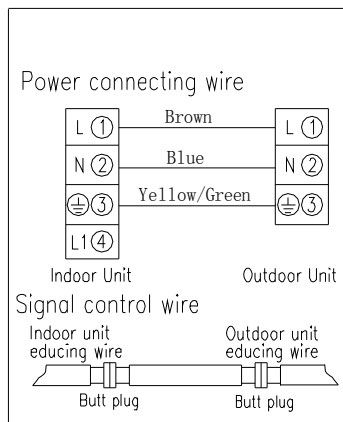 Power connecting wire
L ① Brown L ①
N ② Blue N ②
③ Yellow/Green ③
L1 ④
Indoor Unit Outdoor Unit
Signal control wire
Indoor unit Outdoor unit
educing wire educing wire
Butt plug Butt plug